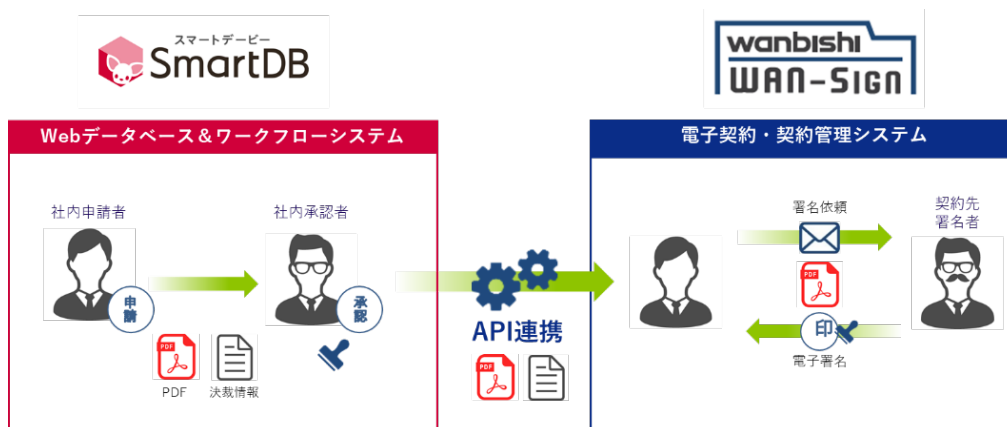 スマートデービー
SmartDB
wanbishi
WAN-SIGN
Webデータベース＆ワークフローシステム
電子契約・契約管理システム
社内申請者
社内承認者
申請
承認
PDF
PDF
決裁情報
API連携
PDF
署名依頼
契約先
署名者
PDF
印
電子署名